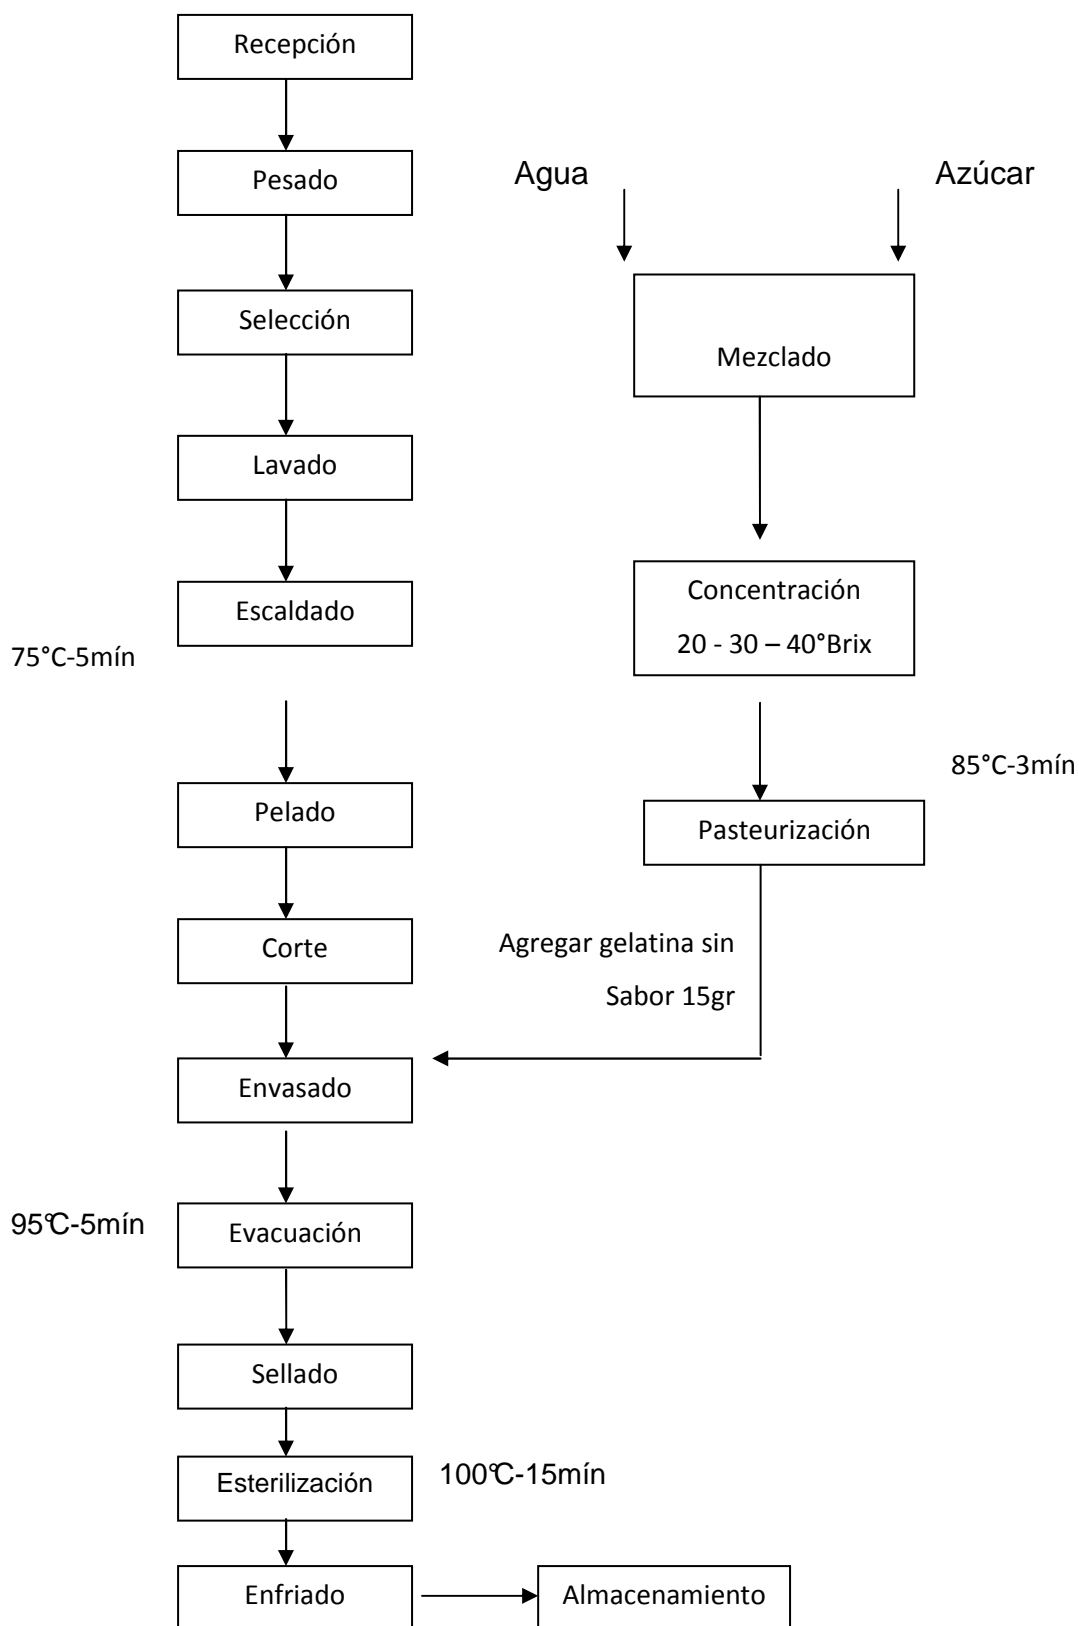 Recepción
Pesado
Agua
Azúcar
Selección
Mezclado
Lavado
Escaldado
Concentración
20 - 30 – 40°Brix
75°C-5mín
85°C-3mín
Pelado
Pasteurización
Corte
Agregar gelatina sin
Sabor 15gr
Envasado
95°C-5mín
Evacuación
Sellado
Esterilización
100°C-15mín
Enfriado
Almacenamiento